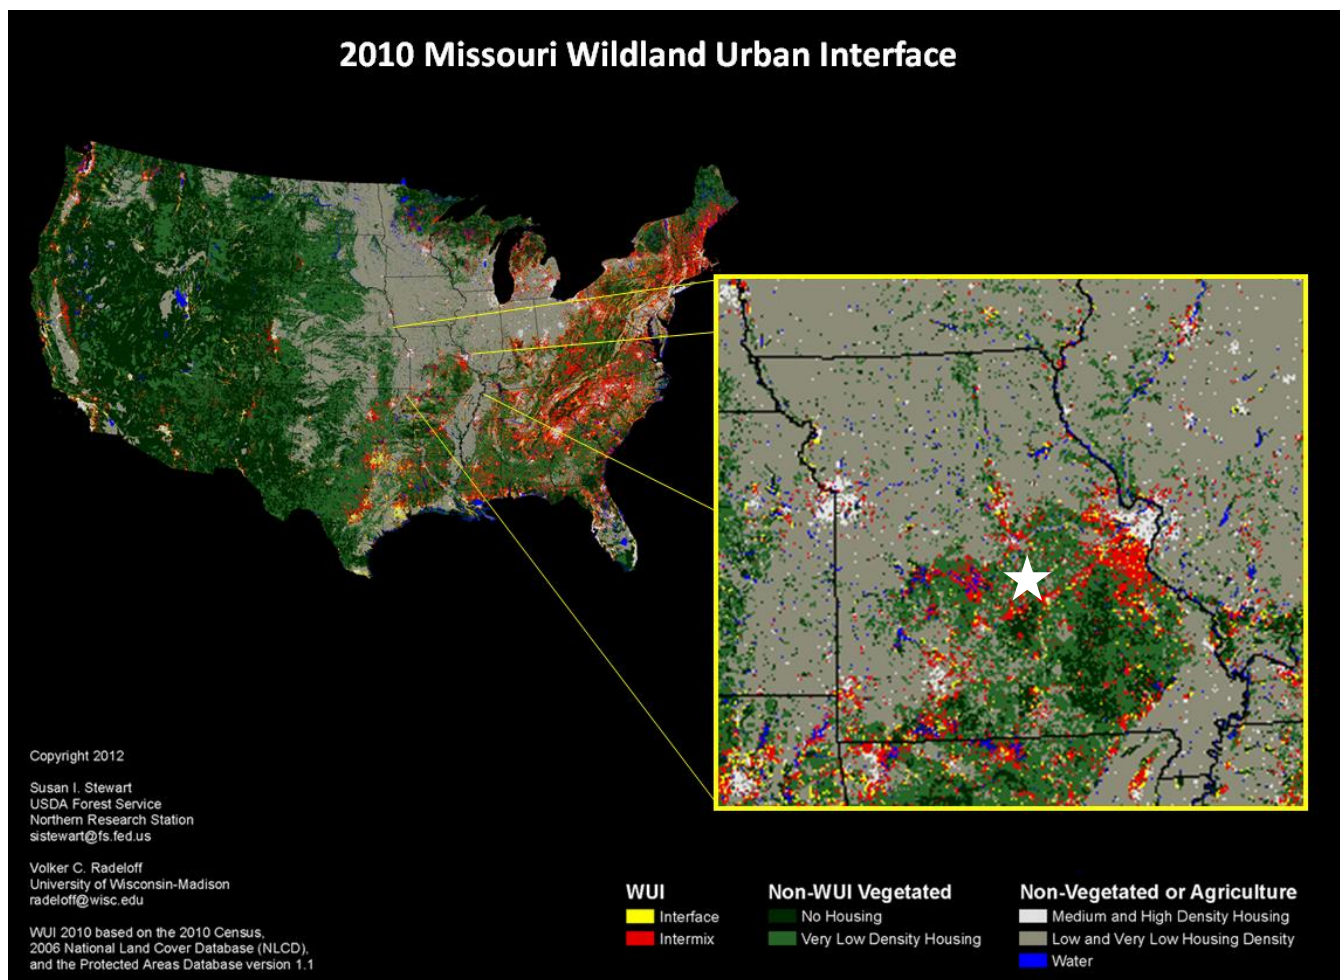 2010 Missouri Wildland Urban Interface
Copyright 2012
Susan I. Stewart
USDA Forest Service
Northern Research Station
sistewart@fs.fed.us
Volker C. Radeloff
University of Wisconsin-Madison
radeloff@wisc.edu
WUI 2010 based on the 2010 Census,
2006 National Land Cover Database (NLCD),
and the Protected Areas Database version 1.1
WUI
Interface
Intermix
Non-WUI Vegetated
No Housing
Very Low Density Housing
Non-Vegetated or Agriculture
Medium and High Density Housing
Low and Very Low Housing Density
Water